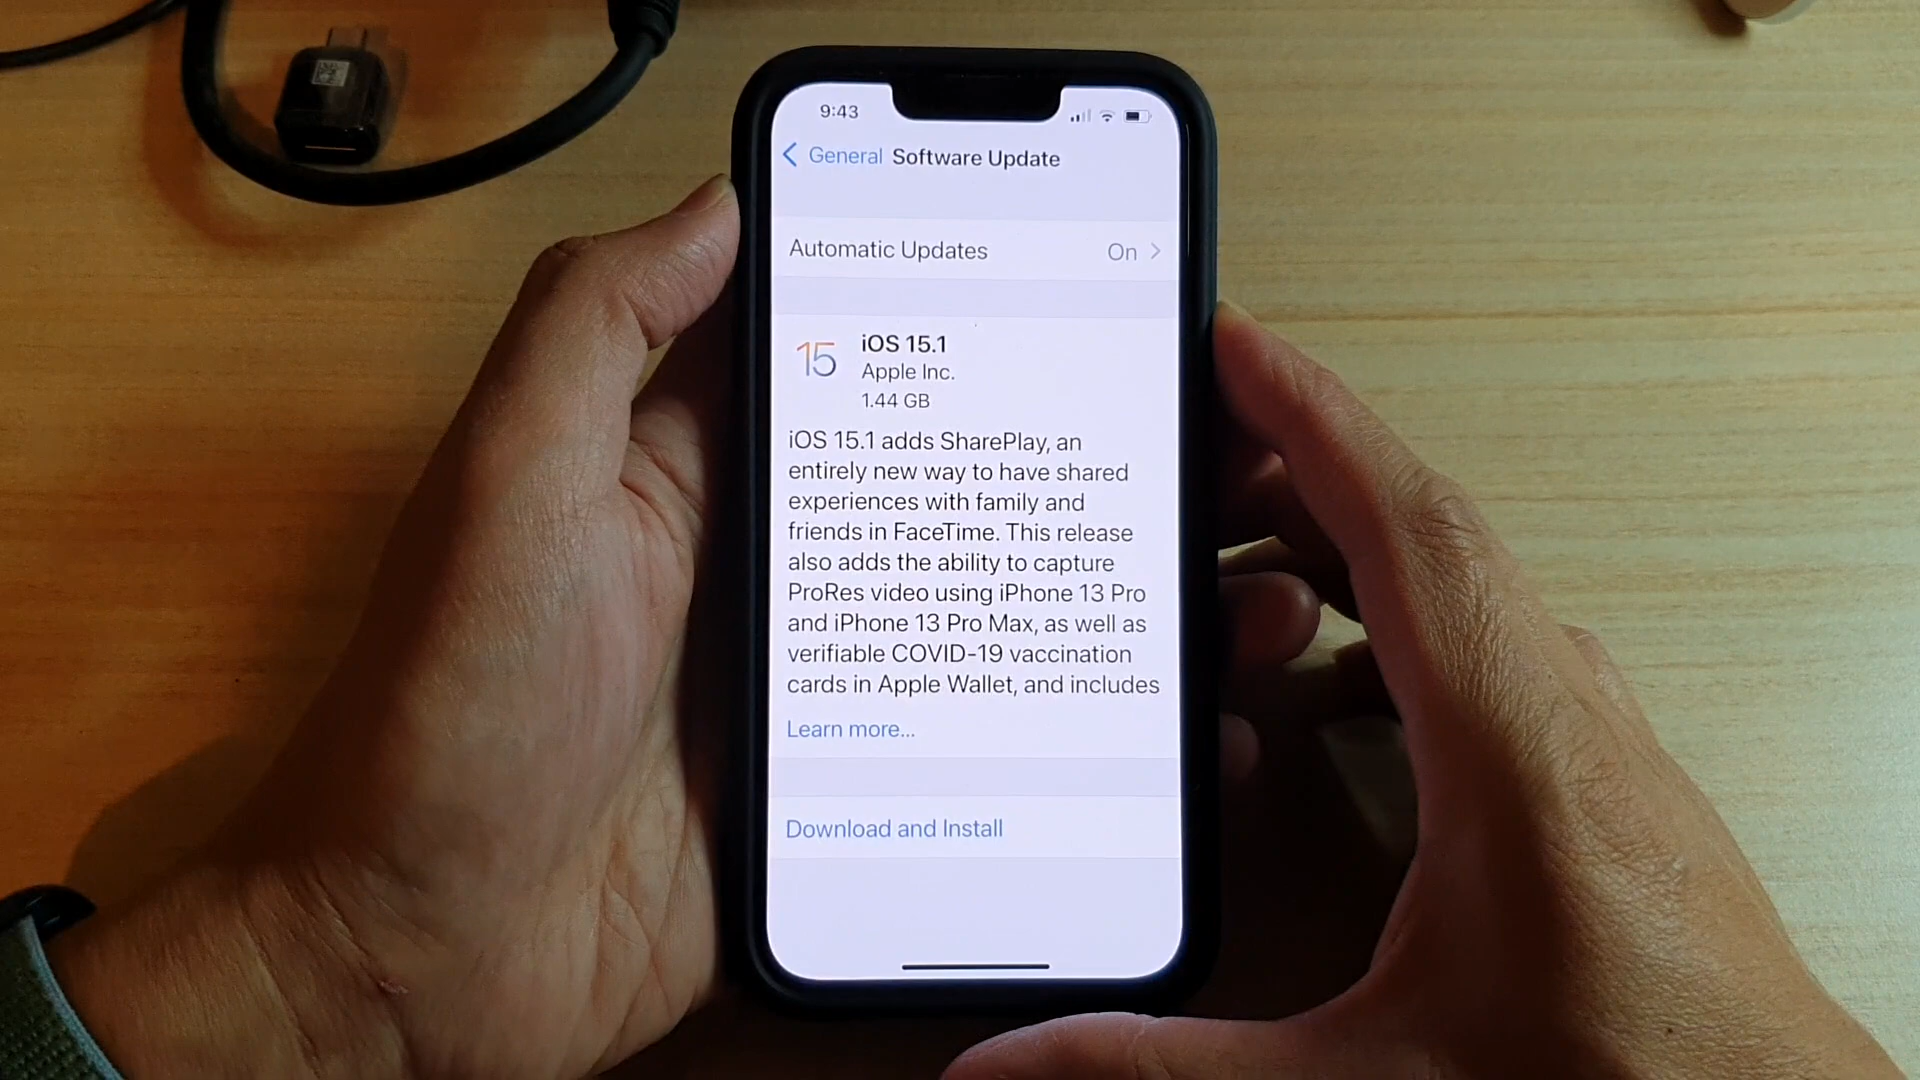 9:43
General Software Update
Automatic Updates On
15
iOS 15.1
Apple Inc.
1.44 GB
iOS 15.1 adds SharePlay, an
entirely new way to have shared
experiences with family and
friends in FaceTime. This release
also adds the ability to capture
ProRes video using iPhone 13 Pro
and iPhone 13 Pro Max, as well as
verifiable COVID-19 vaccination
cards in Apple Wallet, and includes
Learn more...
Download and Install